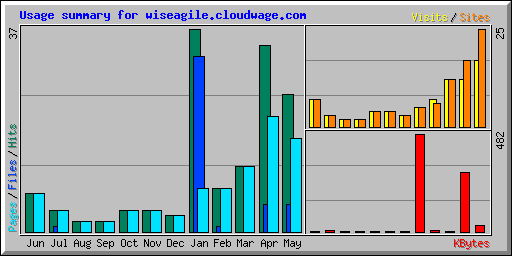 Usage summary for wiseagile.cloudwage.com
Visits / Sites
37
25
Pages / Files / Hits
482
Jun Jul Aug Sep Oct Nov Dec Jan Feb Mar Apr May
KBytes